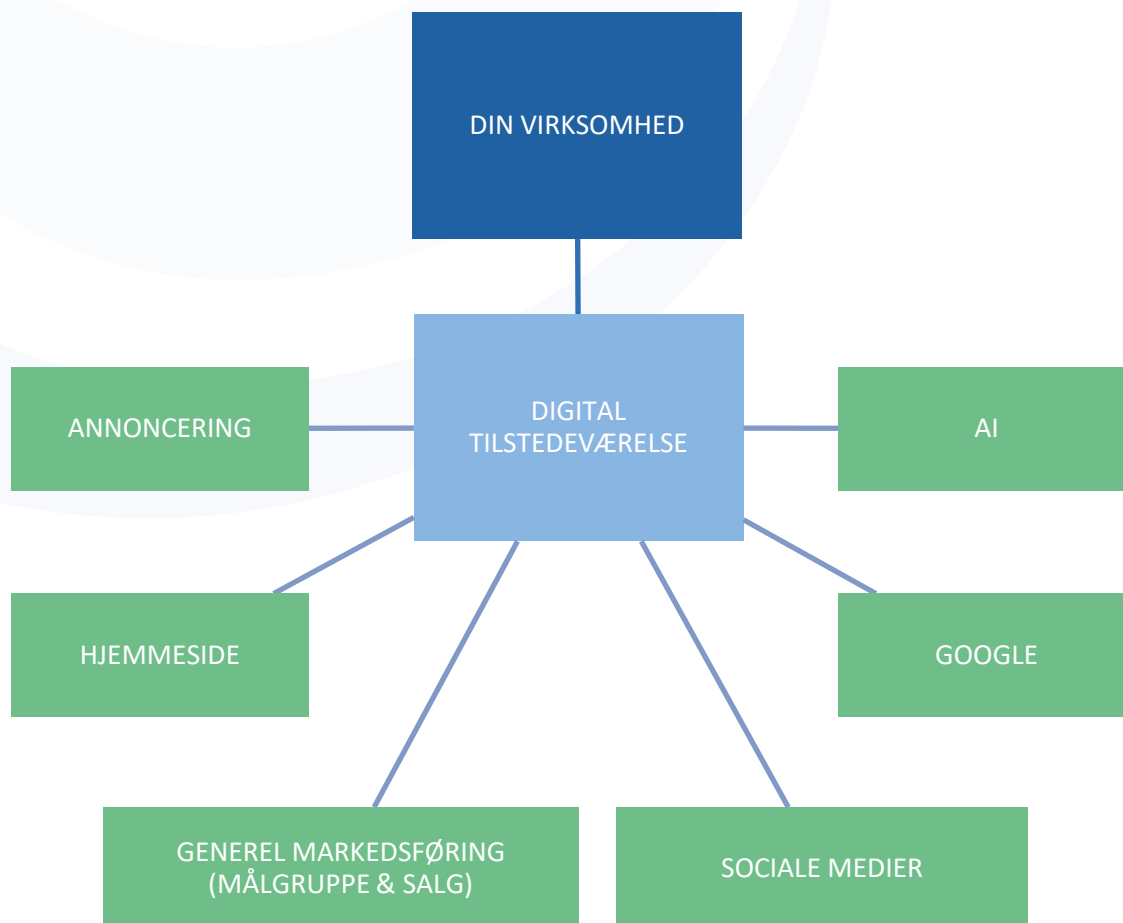 DIN VIRKSOMHED
DIGITAL
TILSTEDEVÆRELSE
ANNONCERING
AI
HJEMMESIDE
GOOGLE
GENEREL MARKEDSFØRING
(MÅLGRUPPE & SALG)
SOCIALE MEDIER